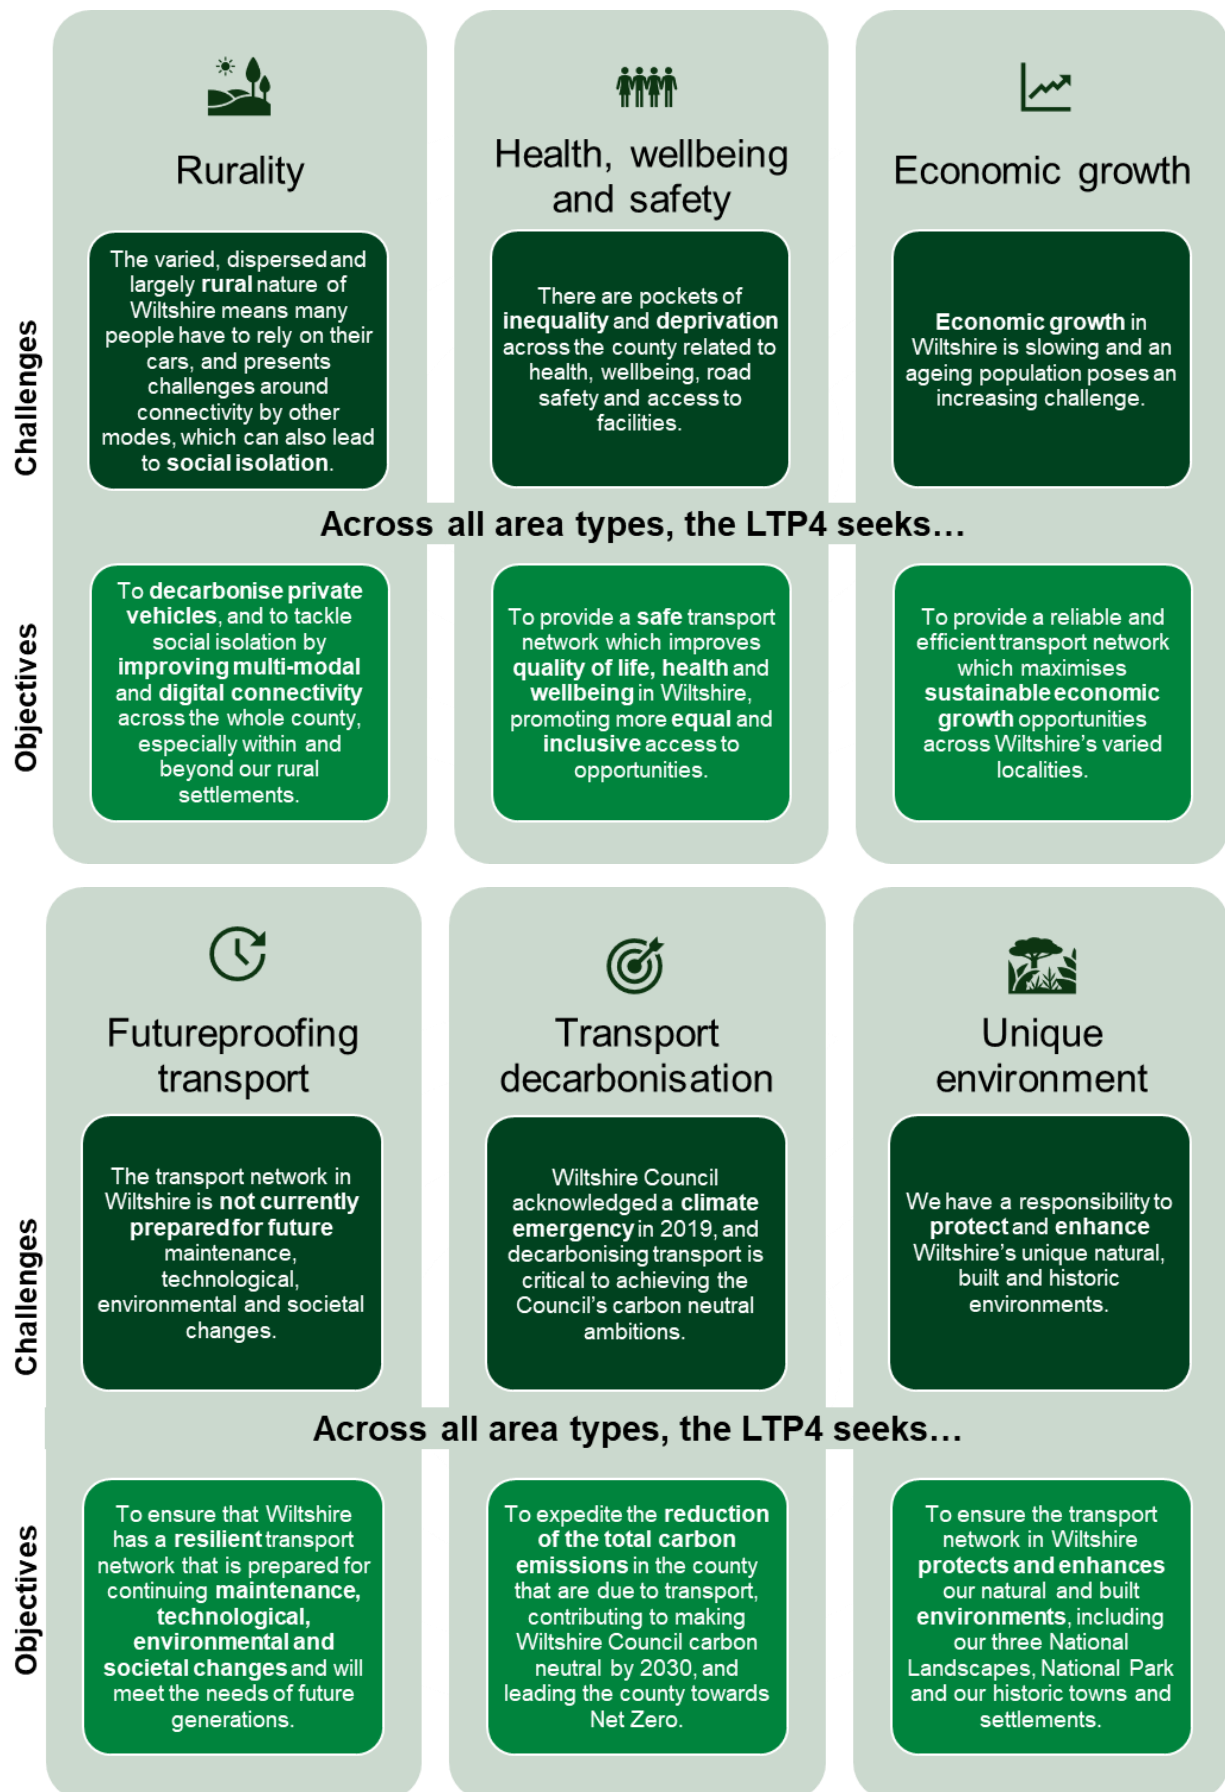 Rurality
Health, wellbeing
and safety
Economic growth
Challenges
The varied, dispersed and
largely rural nature of
Wiltshire means many
people have to rely on their
cars, and presents
challenges around
connectivity by other
modes, which can also lead
to social isolation.
There are pockets of
inequality and deprivation
across the county related to
health, wellbeing, road
safety and access to
facilities.
Economic growth in
Wiltshire is slowing and an
ageing population poses an
increasing challenge.
Across all area types, the LTP4 seeks…
Objectives
To decarbonise private
vehicles, and to tackle
social isolation by
improving multi-modal
and digital connectivity
across the whole county,
especially within and
beyond our rural
settlements.
To provide a safe transport
network which improves
quality of life, health and
wellbeing in Wiltshire,
promoting more equal and
inclusive access to
opportunities.
To provide a reliable and
efficient transport network
which maximises
sustainable economic
growth opportunities
across Wiltshire’s varied
localities.
Futureproofing
transport
Transport
decarbonisation
Unique
environment
Challenges
The transport network in
Wiltshire is not currently
prepared for future
maintenance,
technological,
environmental and societal
changes.
Wiltshire Council
acknowledged a climate
emergency in 2019, and
decarbonising transport is
critical to achieving the
Council’s carbon neutral
ambitions.
We have a responsibility to
protect and enhance
Wiltshire’s unique natural,
built and historic
environments.
Across all area types, the LTP4 seeks…
Objectives
To ensure that Wiltshire
has a resilient transport
network that is prepared for
continuing maintenance,
technological,
environmental and
societal changes and will
meet the needs of future
generations.
To expedite the reduction
of the total carbon
emissions in the county
that are due to transport,
contributing to making
Wiltshire Council carbon
neutral by 2030, and
leading the county towards
Net Zero.
To ensure the transport
network in Wiltshire
protects and enhances
our natural and built
environments, including
our three National
Landscapes, National Park
and our historic towns and
settlements.